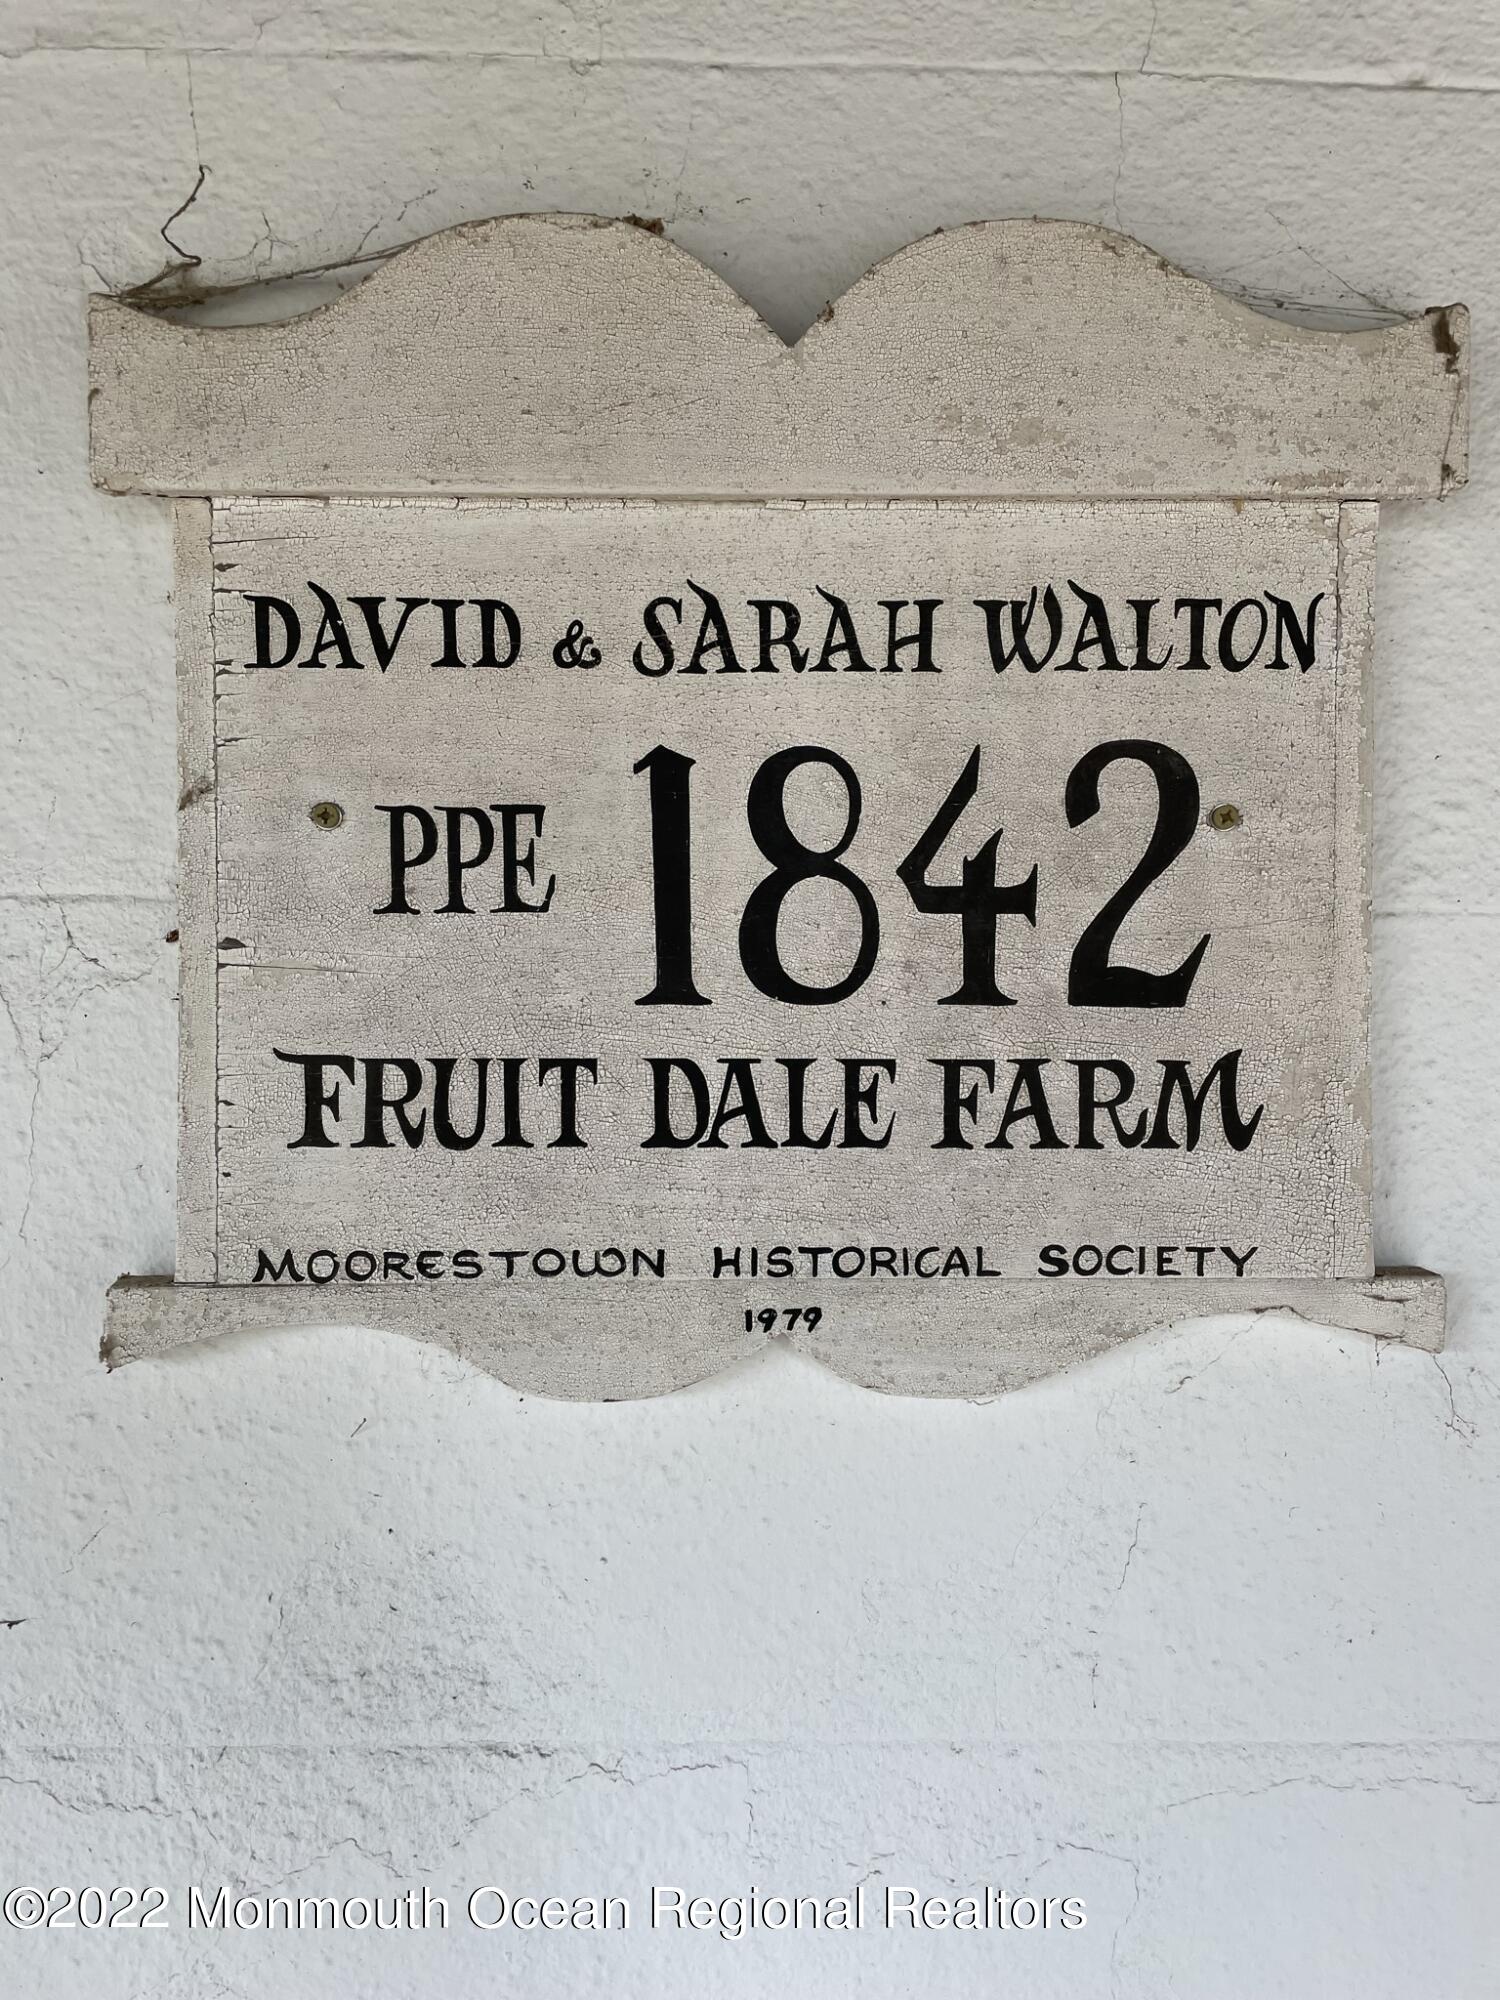 DAVID & SARAH WALTON
PPE 1842
FRUIT DALE FARM
MOORESTOWN HISTORICAL SOCIETY
1979
©2022 Monmouth Ocean Regional Realtors